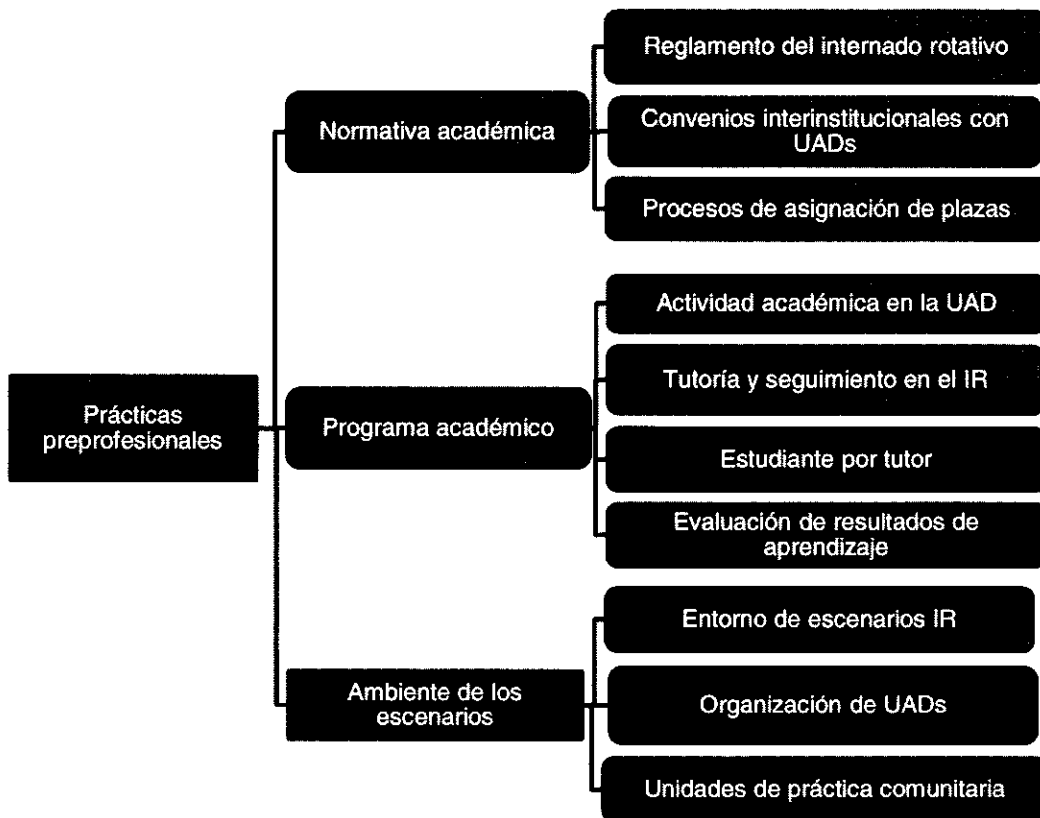 Prácticas
preprofesionales
Normativa académica
Reglamento del internado rotativo
Convenios interinstitucionales con
UADs
Procesos de asignación de plazas
Programa académico
Actividad académica en la UAD
Tutoría y seguimiento en el IR
Estudiante por tutor
Evaluación de resultados de
aprendizaje
Ambiente de los
escenarios
Entorno de escenarios IR
Organización de UADs
Unidades de práctica comunitaria